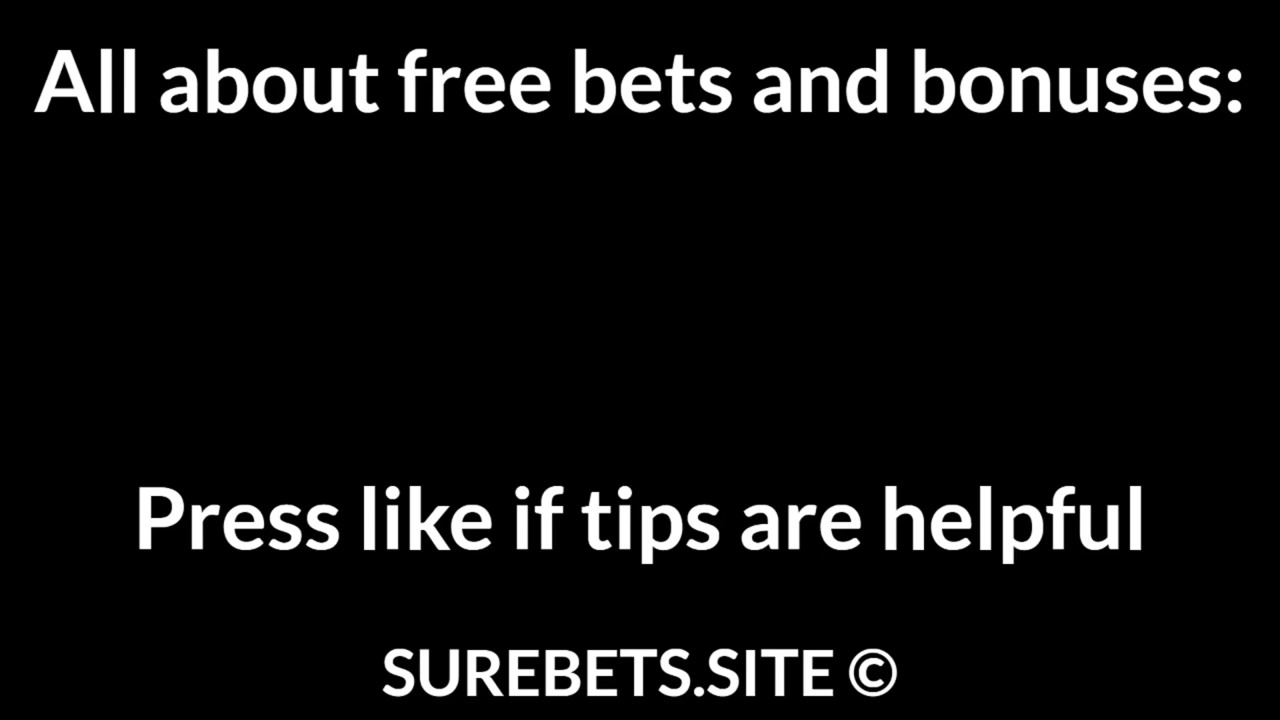 All about free bets and bonuses:
Press like if tips are helpful
SUREBETS.SITE ©